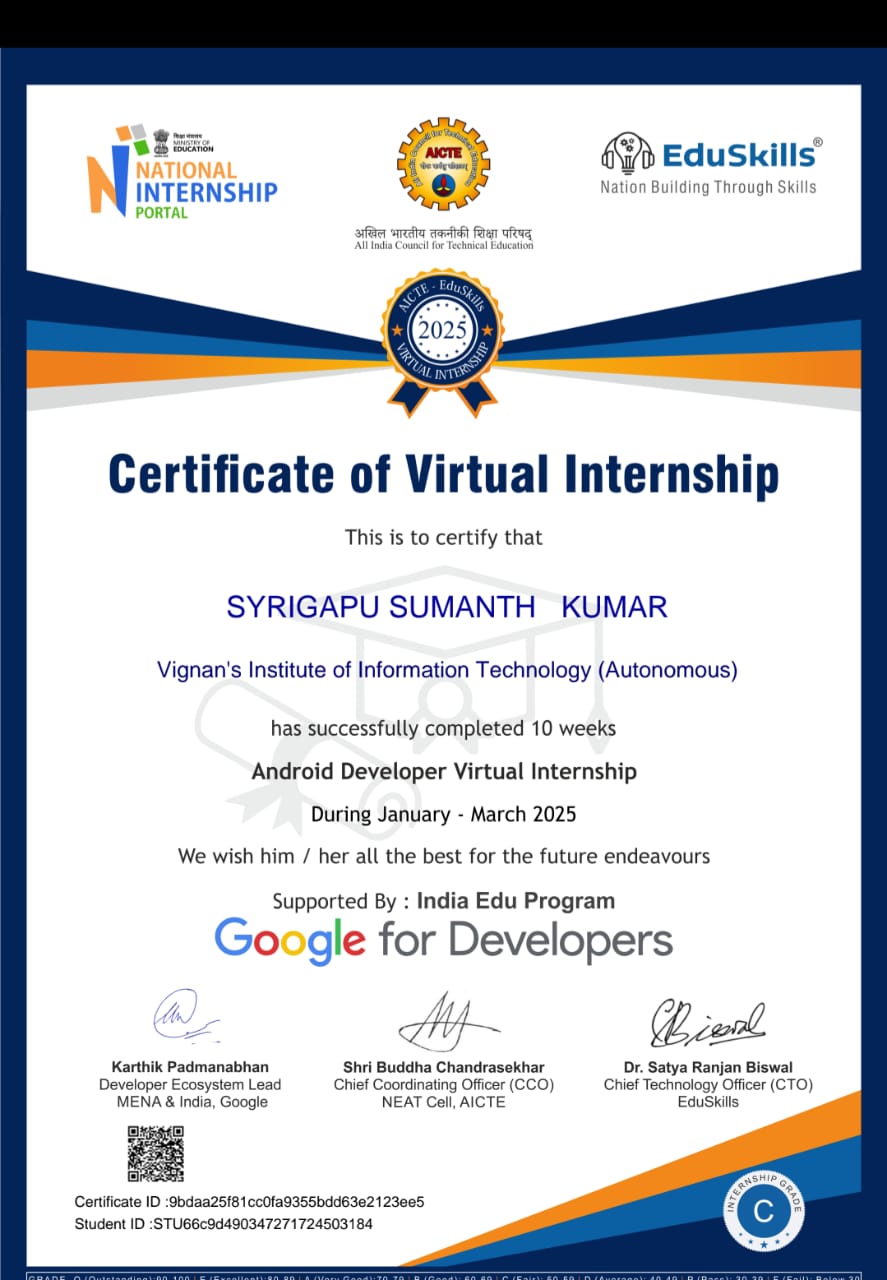 शिक्षा मंत्रालय
MINISTRY OF
EDUCATION
NATIONAL
INTERNSHIP
PORTAL
All India Council for Technical Education
AICTE
अखिल भारतीय तकनीकी शिक्षा परिषद्
All India Council for Technical Education
EduSkills®
Nation Building Through Skills
AICTE - EduSkills
2025
VIRTUAL INTERNSHIP
Certificate of Virtual Internship
This is to certify that
SYRIGAPU SUMANTH KUMAR
Vignan's Institute of Information Technology (Autonomous)
has successfully completed 10 weeks
Android Developer Virtual Internship
During January - March 2025
We wish him / her all the best for the future endeavours
Supported By : India Edu Program
Google for Developers
Karthik Padmanabhan
Developer Ecosystem Lead
MENA & India, Google
Shri Buddha Chandrasekhar
Chief Coordinating Officer (CCO)
NEAT Cell, AICTE
Biswal
Dr. Satya Ranjan Biswal
Chief Technology Officer (CTO)
EduSkills
Certificate ID :9bdaa25f81cc0fa9355bdd63e2123ee5
Student ID :STU66c9d490347271724503184
INTERNSHIP GRADE
C
GRADE- O (Outstanding):90-100 | E (Excellent):80-89 | A (Very Good):70-79 | B (Good): 60-69 | C (Fair): 50-59 | D (Average): 40-49 | P (Pass): 30-39 | F (Fail): Below 30